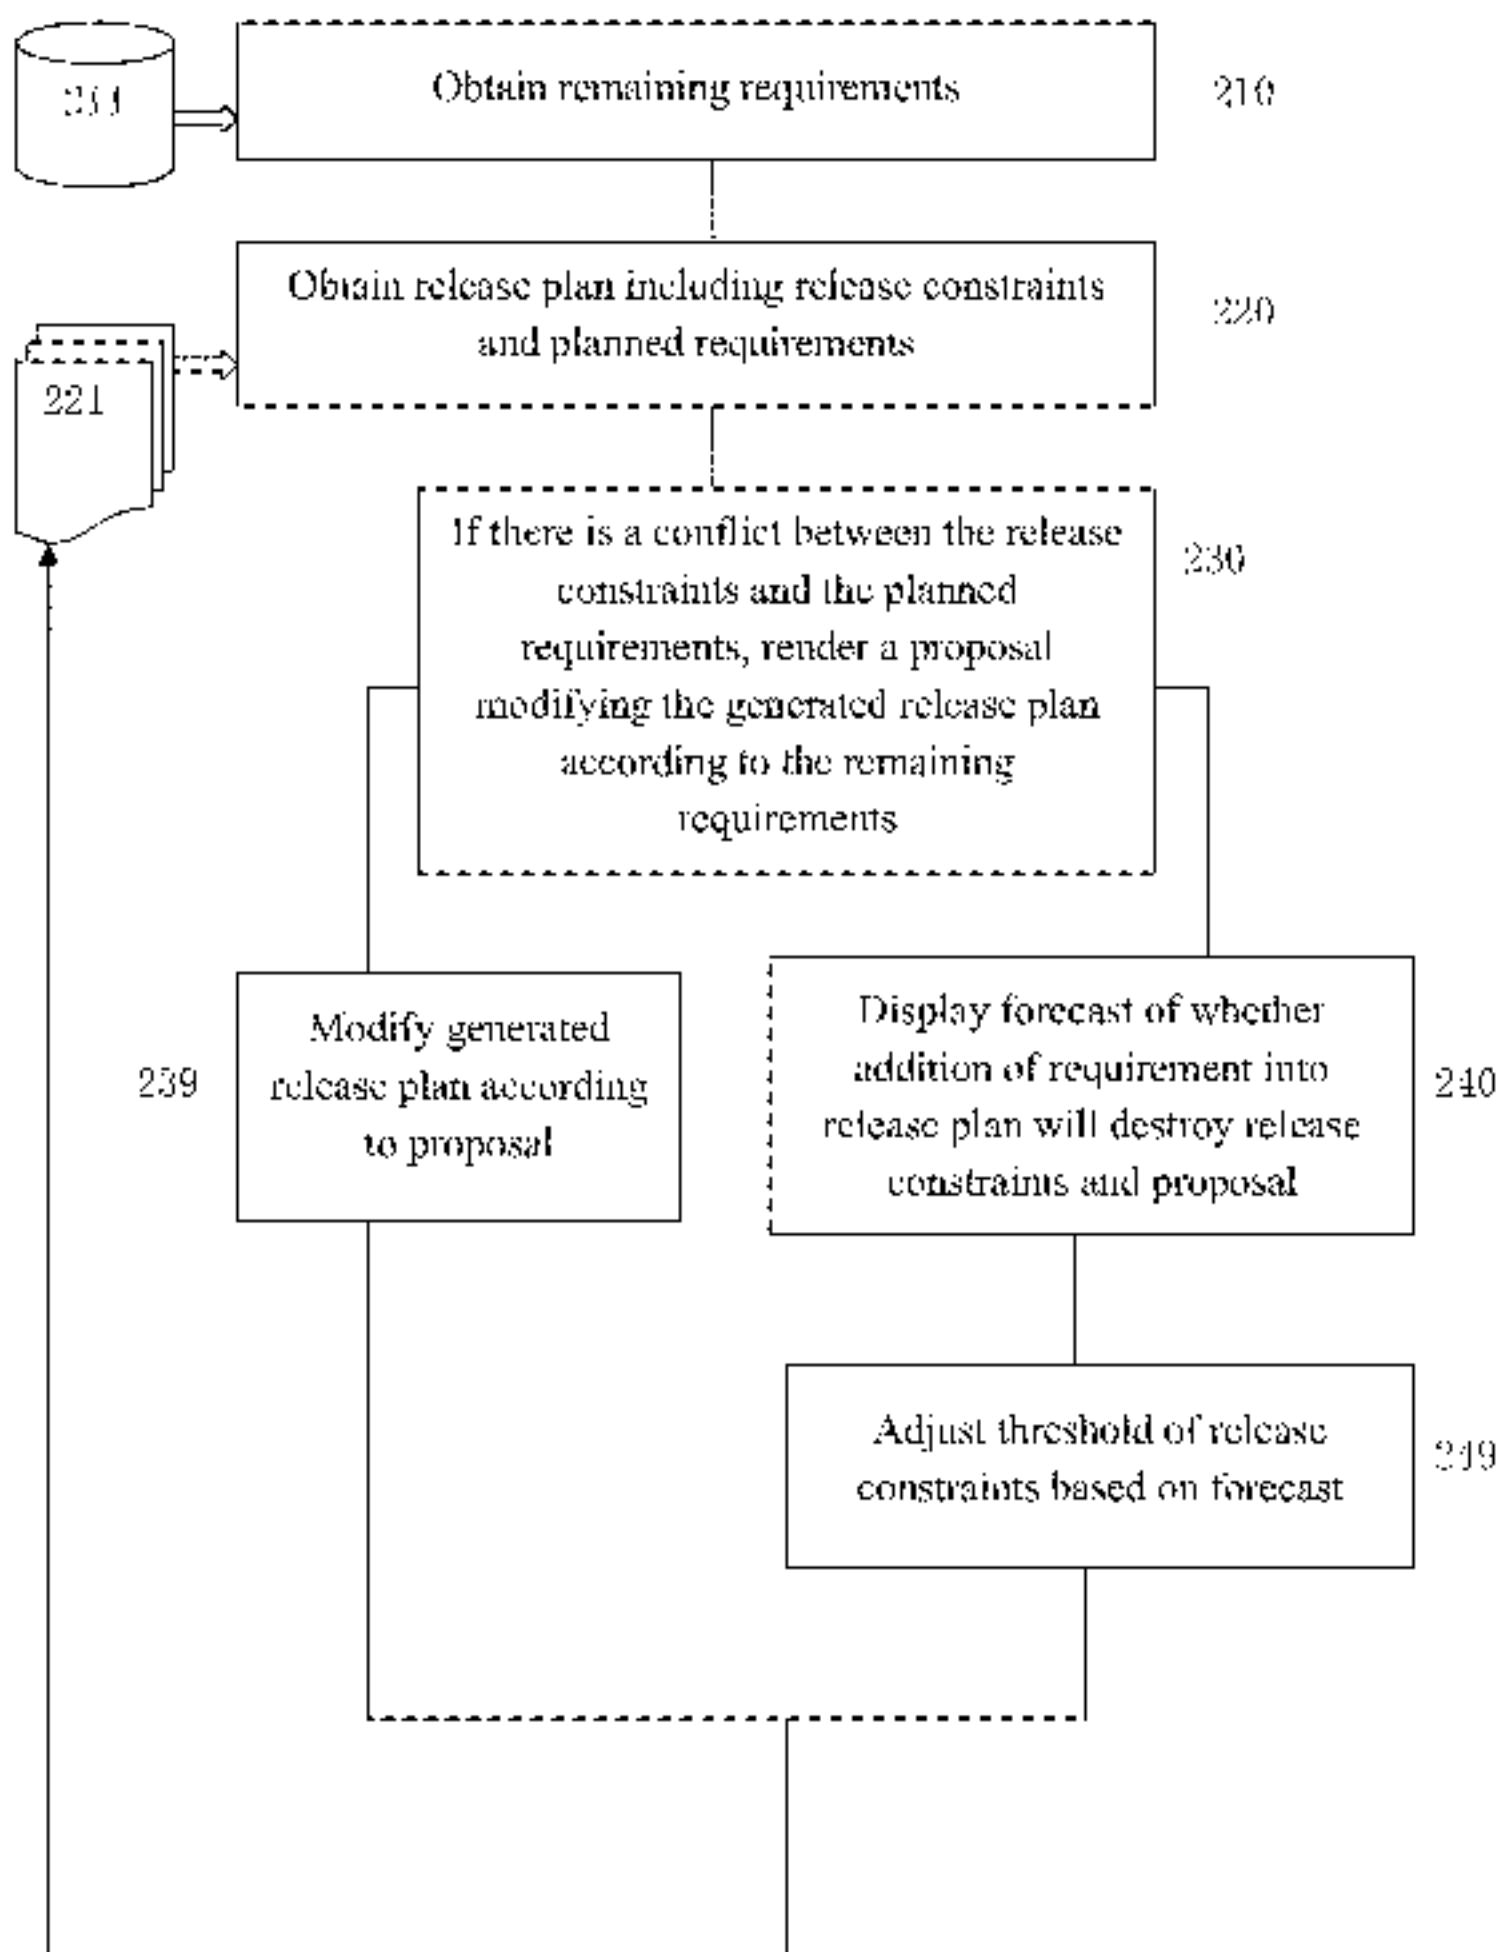 Obtain remaining requirements
210
Obtain release plan including release constraints
and planned requirements
220
221
If there is a conflict between the release
constraints and the planned
requirements, render a proposal
modifying the generated release plan
according to the remaining
requirements
230
Modify generated
release plan according
to proposal
239
Display forecast of whether
addition of requirement into
release plan will destroy release
constraints and proposal
240
Adjust threshold of release
constraints based on forecast
249